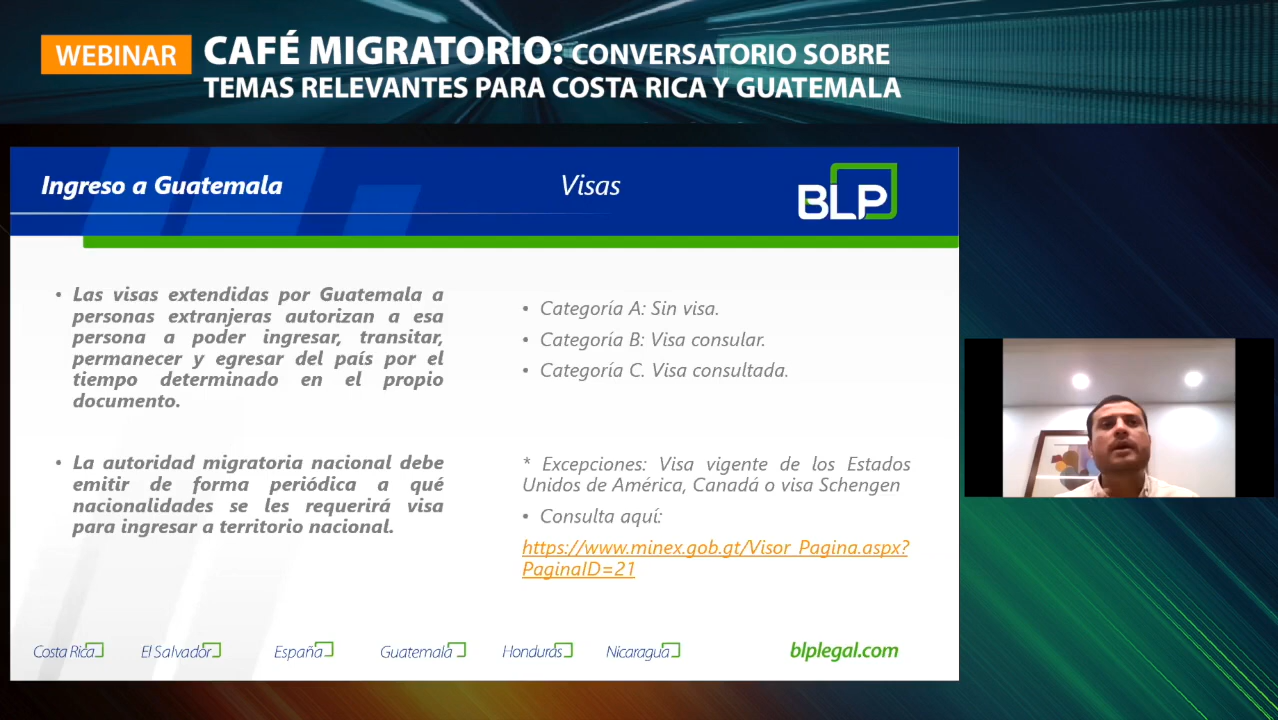 WEBINAR
CAFÉ MIGRATORIO: CONVERSATORIO SOBRE
TEMAS RELEVANTES PARA COSTA RICA Y GUATEMALA
Ingreso a Guatemala
Visas
BLP
• Las visas extendidas por Guatemala a
personas extranjeras autorizan a esa
persona a poder ingresar, transitar,
permanecer y egresar del país por el
tiempo determinado en el propio
documento.
• La autoridad migratoria nacional debe
emitir de forma periódica a qué
nacionalidades se les requerirá visa
para ingresar a territorio nacional.
• Categoría A: Sin visa.
• Categoría B: Visa consular.
• Categoría C. Visa consultada.
* Excepciones: Visa vigente de los Estados
Unidos de América, Canadá o visa Schengen
• Consulta aquí:
https://www.minex.gob.gt/Visor_Pagina.aspx?
PaginaID=21
Costa Rica
El Salvador
España
Guatemala
Honduras
Nicaragua
blplegal.com